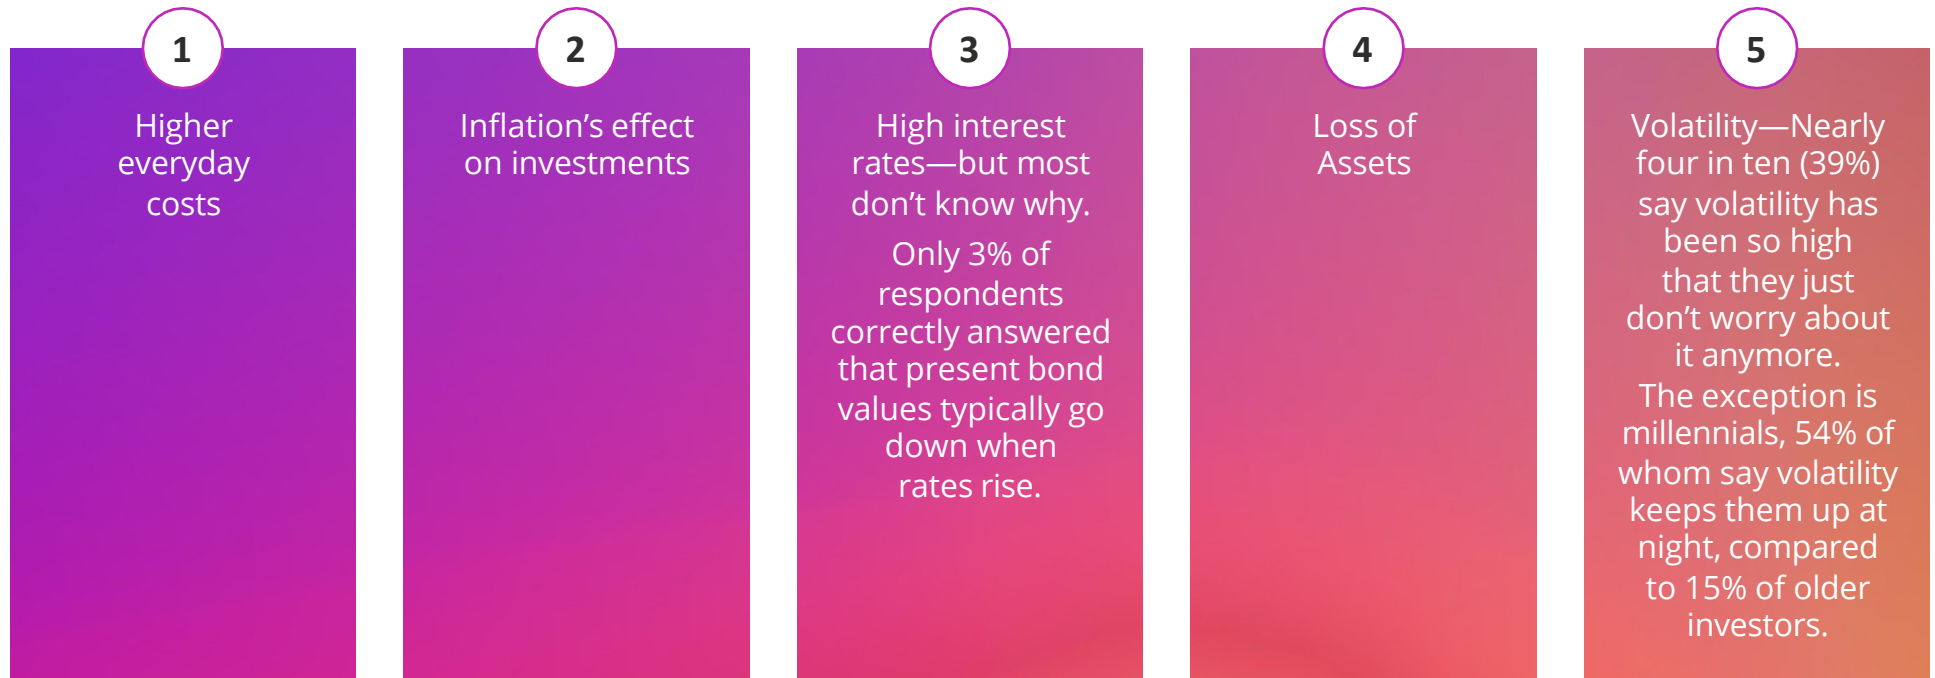 1
Higher
everyday
costs
2
Inflation’s effect
on investments
3
High interest
rates—but most
don’t know why.
Only 3% of
respondents
correctly answered
that present bond
values typically go
down when
rates rise.
4
Loss of
Assets
5
Volatility—Nearly
four in ten (39%)
say volatility has
been so high
that they just
don’t worry about
it anymore.
The exception is
millennials, 54% of
whom say volatility
keeps them up at
night, compared
to 15% of older
investors.